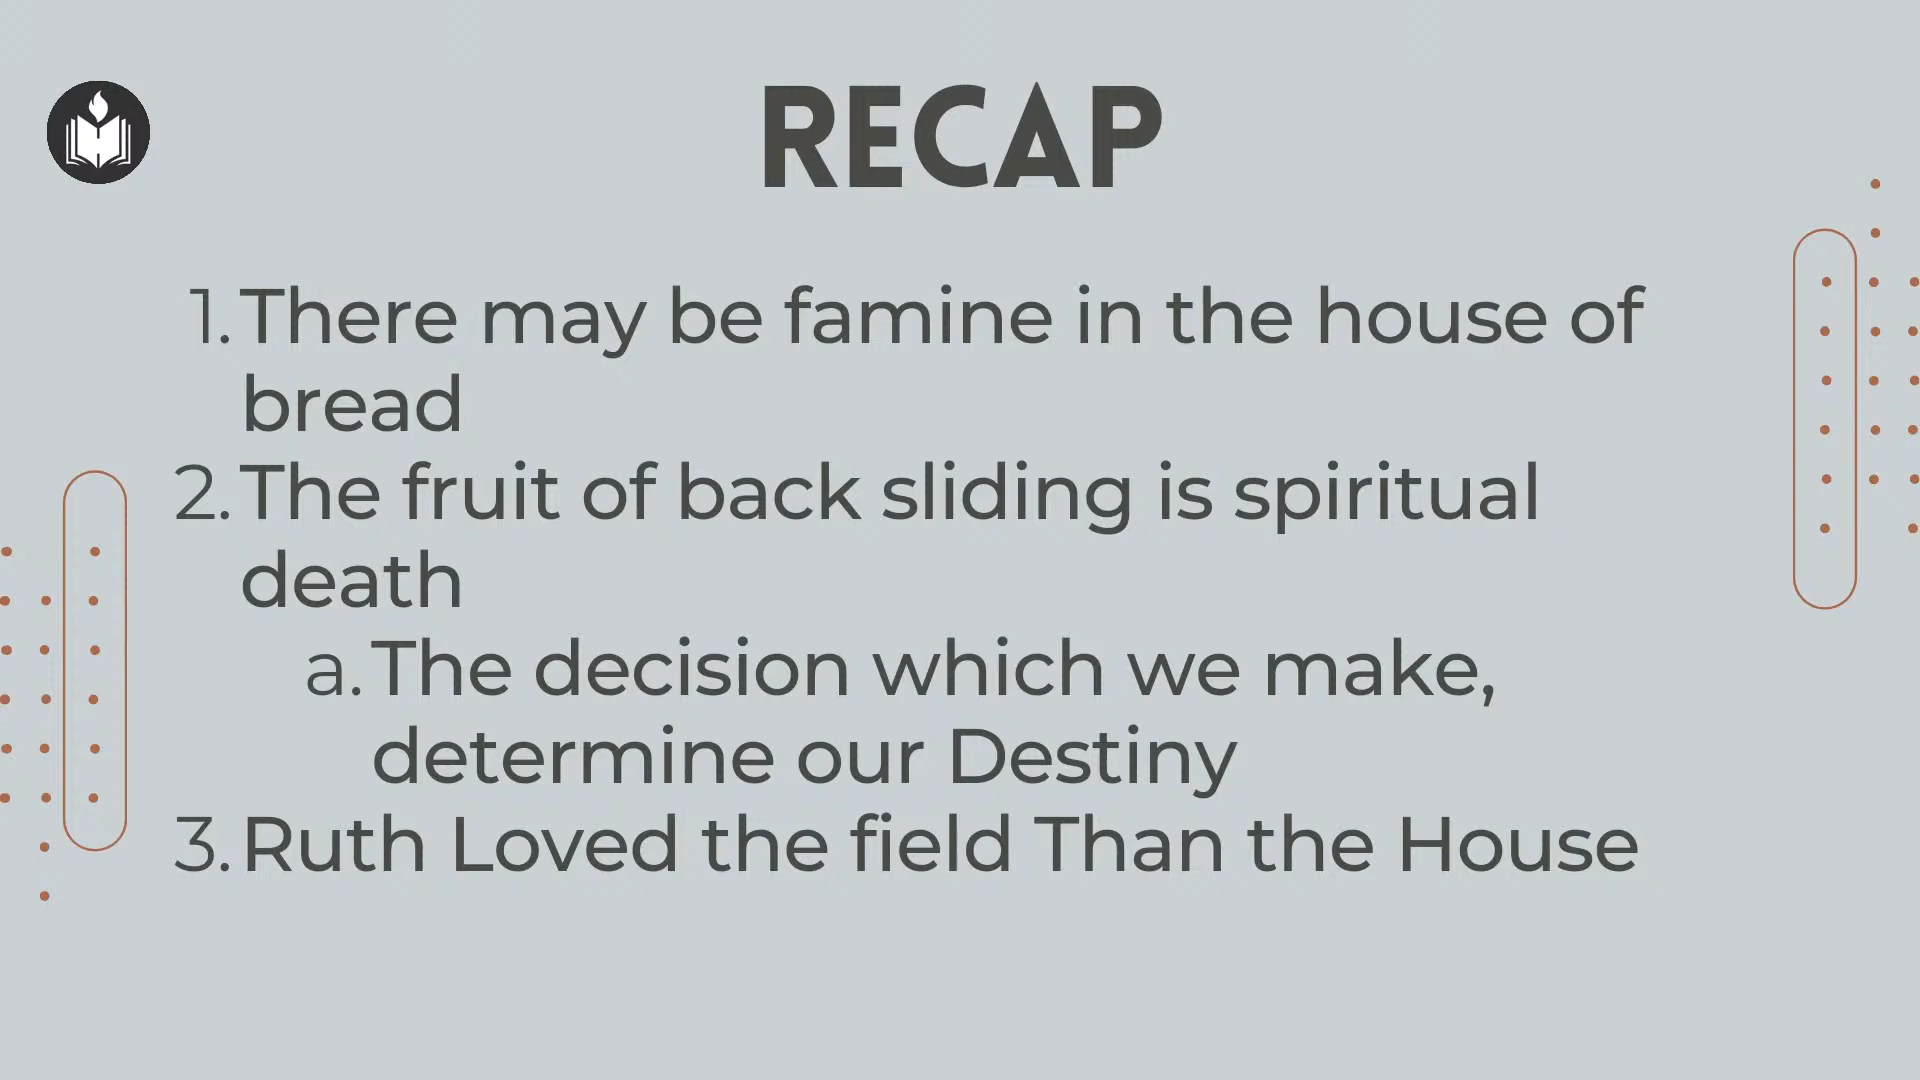 RECAP
1. There may be famine in the house of
bread
2. The fruit of back sliding is spiritual
death
a. The decision which we make,
determine our Destiny
3. Ruth Loved the field Than the House